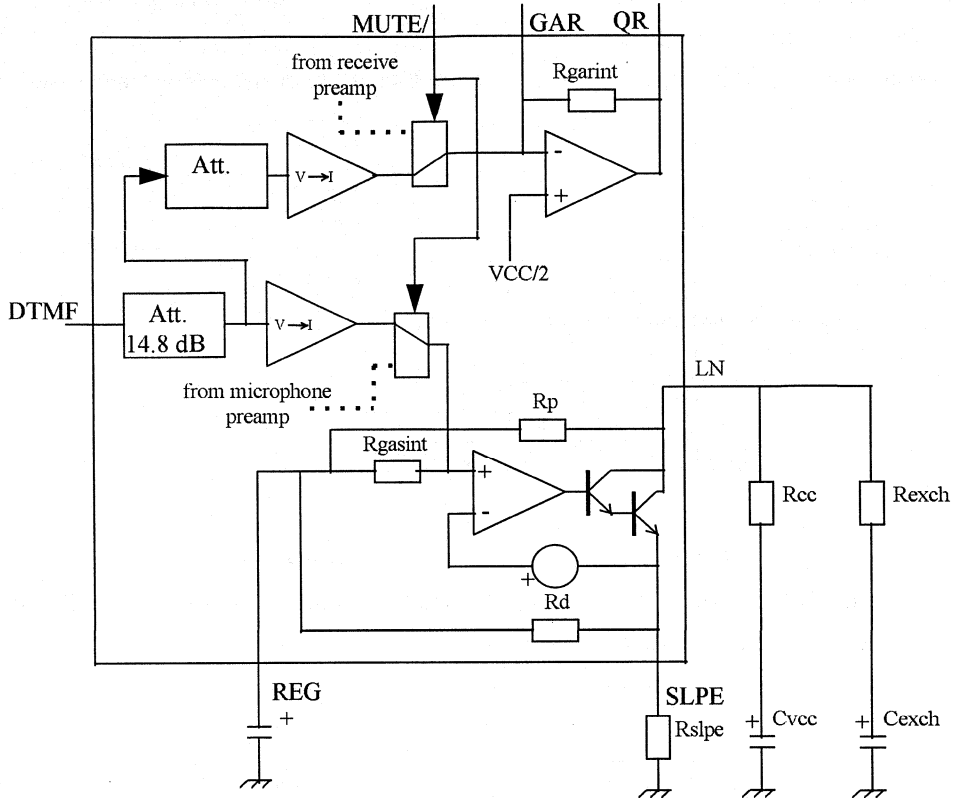 MUTE/
GAR
QR
from receive
preamp
Rgarint
Att.
V→I
-
+
VCC/2
DTMF
Att.
14.8 dB
V→I
from microphone
preamp
LN
Rp
Rgasint
+
-
Rcc
Rexch
+
Rd
REG
+
SLPE
Rslpe
+
Cvcc
+
Cexch